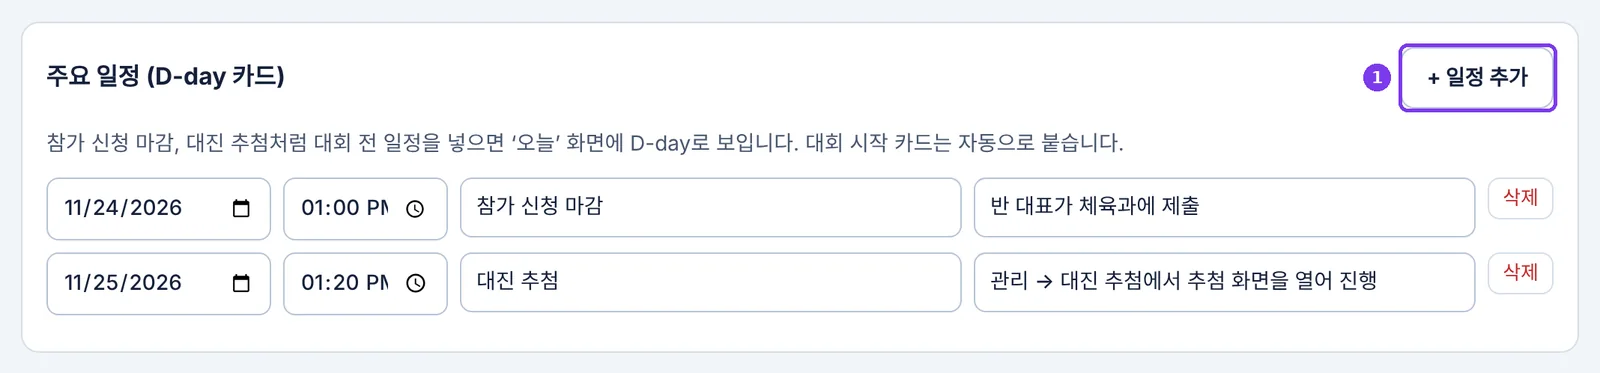 주요 일정 (D-day 카드)
1
+ 일정 추가
참가 신청 마감, 대진 추첨처럼 대회 전 일정을 넣으면 ‘오늘’ 화면에 D-day로 보입니다. 대회 시작 카드는 자동으로 붙습니다.
11/24/2026 01:00 PM 참가 신청 마감 반 대표가 체육과에 제출 삭제
11/25/2026 01:20 PM 대진 추첨 관리 → 대진 추첨에서 추첨 화면을 열어 진행 삭제